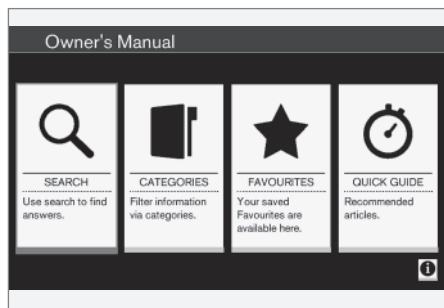 Owner's Manual
SEARCH
Use search to find
answers.
CATEGORIES
Filter information
via categories.
FAVOURITES
Your saved
Favourites are
available here.
QUICK GUIDE
Recommended
articles.
i